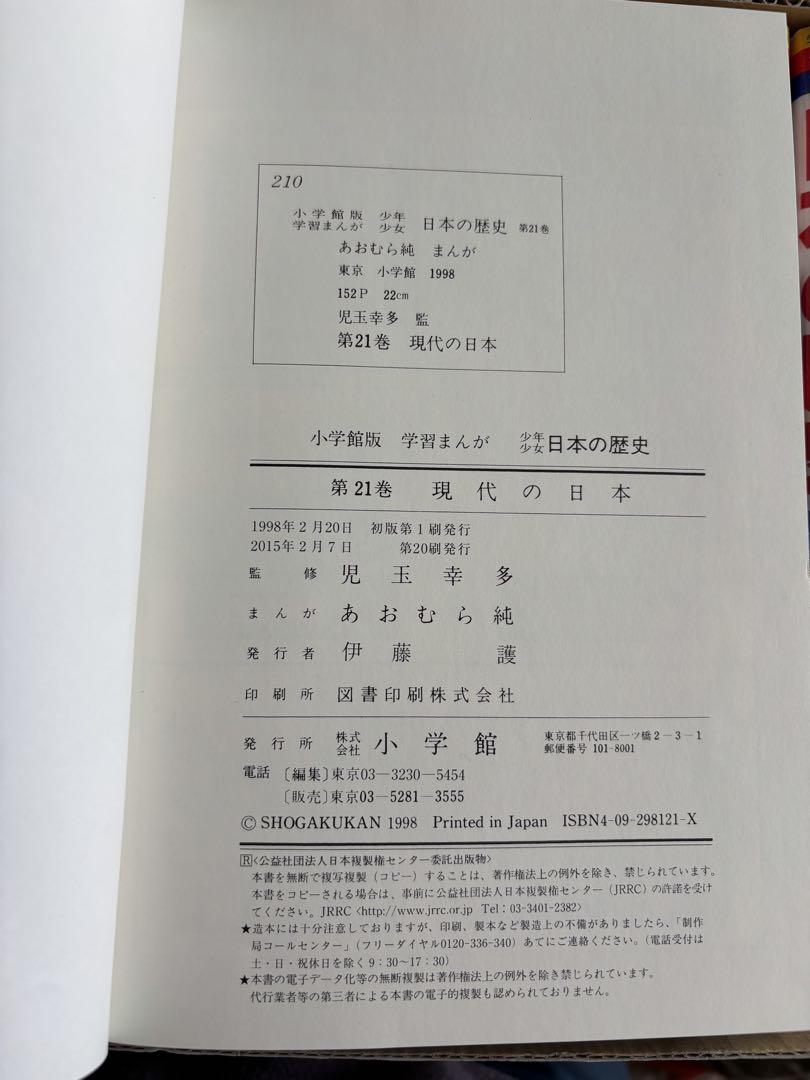 210
小学館版 少年
学習まんが 少女 日本の歴史 第21巻
あおむら純 まんが
東京 小学館 1998
152P 22cm
児玉幸多 監
第21巻 現代の日本
小学館版 学習まんが 少年少女 日本の歴史
第21巻 現代の日本
1998年2月20日 初版第1刷発行
2015年2月7日 第20刷発行
監修 児玉幸多
まんが あおむら純
発行者 伊藤 護
印刷所 図書印刷株式会社
発行所 株式会社 小学館
東京都千代田区一ツ橋2−3−1
郵便番号 101-8001
電話 〔編集〕東京03—3230—5454
〔販売〕東京03—5281—3555
© SHOGAKUKAN 1998 Printed in Japan ISBN4-09-298121-X
R<公益社団法人日本複製権センター委託出版物>
本書を無断で複写複製（コピー）することは、著作権法上の例外を除き、禁じられています。
本書をコピーされる場合は、事前に公益社団法人日本複製権センター（JRRC）の許諾を受け
てください。JRRC <http://www.jrrc.or.jp Tel：03-3401-2382>
★造本には十分注意しておりますが、印刷、製本など製造上の不備がありましたら、「制作
局コールセンター」（フリーダイヤル0120-336-340）あてにご連絡ください。（電話受付は
土・日・祝休日を除く9：30〜17：30）
★本書の電子データ化等の無断複製は著作権法上の例外を除き禁じられています。
代行業者等の第三者による本書の電子的複製も認められておりません。